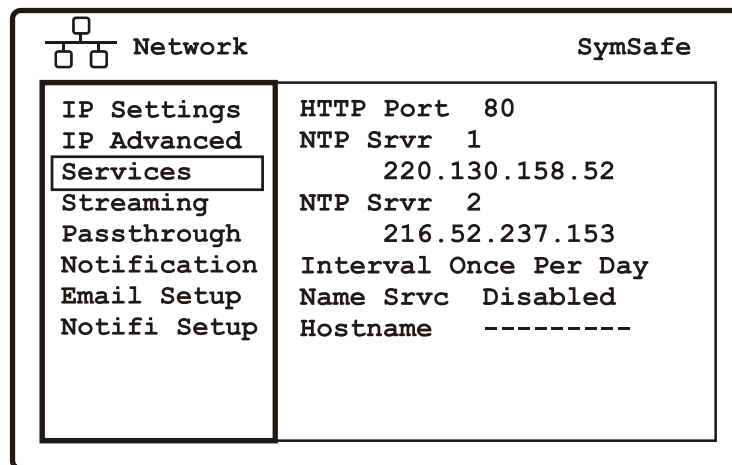 Network
SymSafe
IP Settings
IP Advanced
Services
Streaming
Passthrough
Notification
Email Setup
Notifi Setup
HTTP Port 80
NTP Srvr 1
220.130.158.52
NTP Srvr 2
216.52.237.153
Interval Once Per Day
Name Srvc Disabled
Hostname ---------